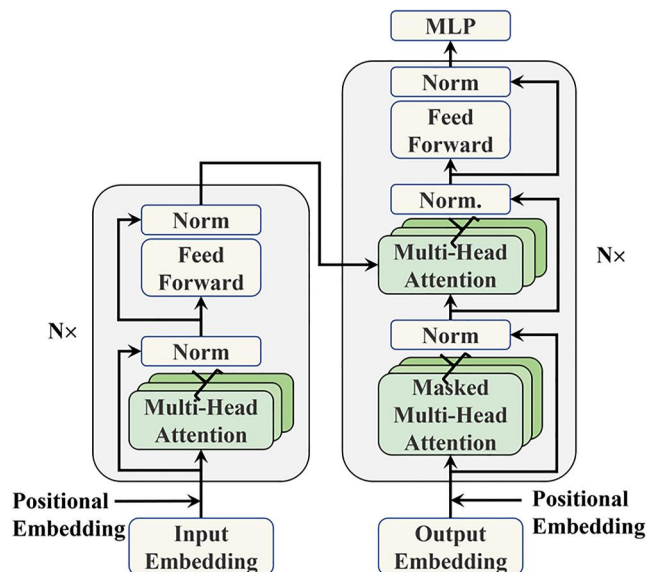 MLP
Norm
Feed
Forward
Norm.
Multi-Head
Attention
N×
Norm
Masked
Multi-Head
Attention
Positional
Embedding
Output
Embedding
Norm
Feed
Forward
N×
Norm
Multi-Head
Attention
Positional
Embedding
Input
Embedding